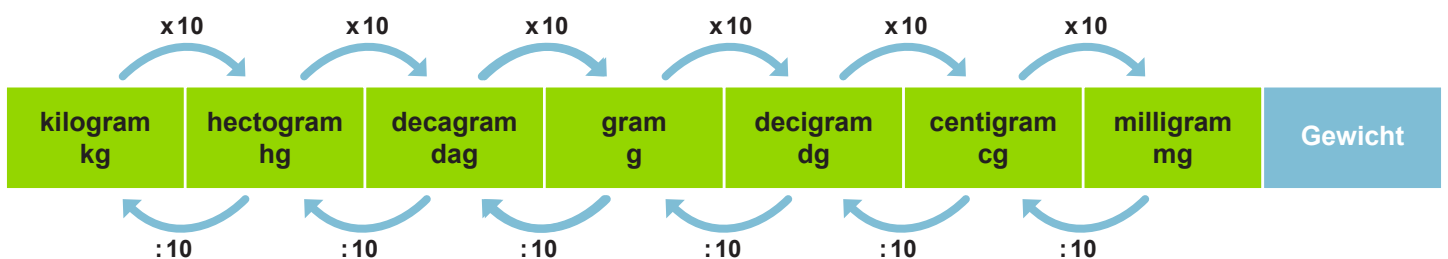 x10 x10 x10 x10 x10 x10
kilogram hectogram decagram gram decigram centigram milligram Gewicht
kg hg dag g dg cg mg
:10 :10 :10 :10 :10 :10